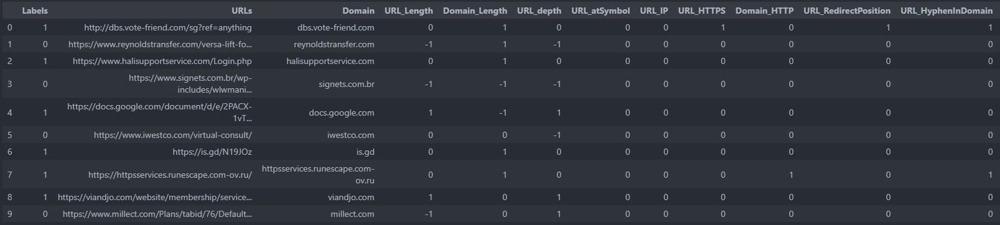 Labels URLs Domain URL_Length Domain_Length URL_depth URL_atSymbol URL_IP URL_HTTPS Domain_HTTP URL_RedirectPosition URL_HyphenInDomain
0 1 http://dbs.vote-friend.com/sg?ref=anything dbs.vote-friend.com 0 1 0 0 0 1 0 1 1
1 0 https://www.reynoldstransfer.com/versa-lift-fo... reynoldstransfer.com -1 1 -1 0 0 0 0 0 0
2 1 https://www.halisupportservice.com/Login.php halisupportservice.com 0 1 0 0 0 0 0 0 0
3 0 https://www.signets.com.br/wp-
includes/wlwmani... signets.com.br -1 -1 -1 0 0 0 0 0 0
4 1 https://docs.google.com/document/d/e/2PACX-
1vT... docs.google.com 1 -1 1 0 0 0 0 0 0
5 0 https://www.iwestco.com/virtual-consult/ iwestco.com 0 0 -1 0 0 0 0 0 0
6 1 https://is.gd/N19JOz is.gd 0 1 0 0 0 0 0 0 0
7 1 https://httpsservices.runescape.com-ov.ru/ httpsservices.runescape.com-
ov.ru 0 1 0 0 0 0 1 0 1
8 1 https://viandjo.com/website/membership/service... viandjo.com 1 0 1 0 0 0 0 0 0
9 0 https://www.millect.com/Plans/tabid/76/Default... millect.com -1 0 1 0 0 0 0 0 0